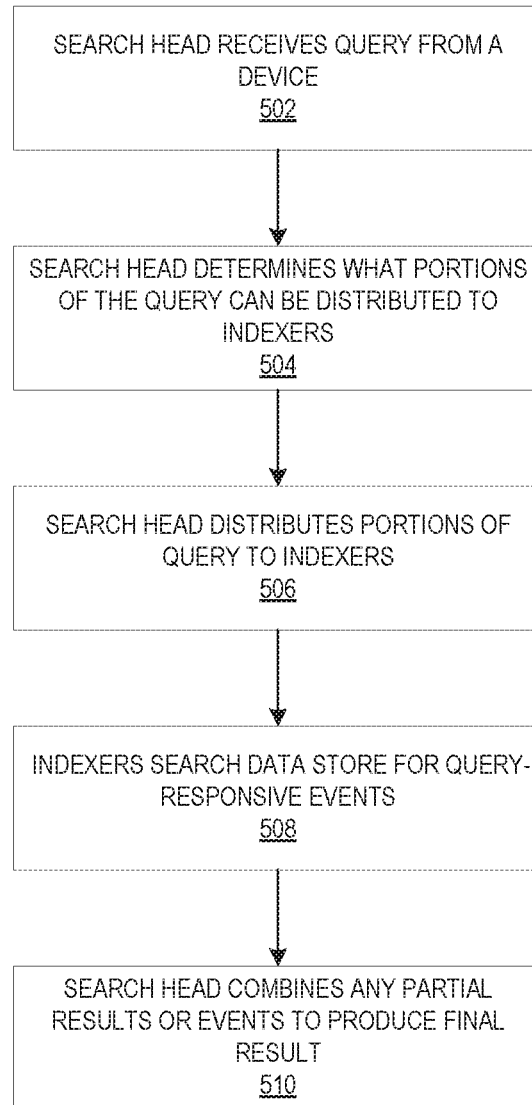 SEARCH HEAD RECEIVES QUERY FROM A
DEVICE
502
SEARCH HEAD DETERMINES WHAT PORTIONS
OF THE QUERY CAN BE DISTRIBUTED TO
INDEXERS
504
SEARCH HEAD DISTRIBUTES PORTIONS OF
QUERY TO INDEXERS
506
INDEXERS SEARCH DATA STORE FOR QUERY-
RESPONSIVE EVENTS
508
SEARCH HEAD COMBINES ANY PARTIAL
RESULTS OR EVENTS TO PRODUCE FINAL
RESULT
510